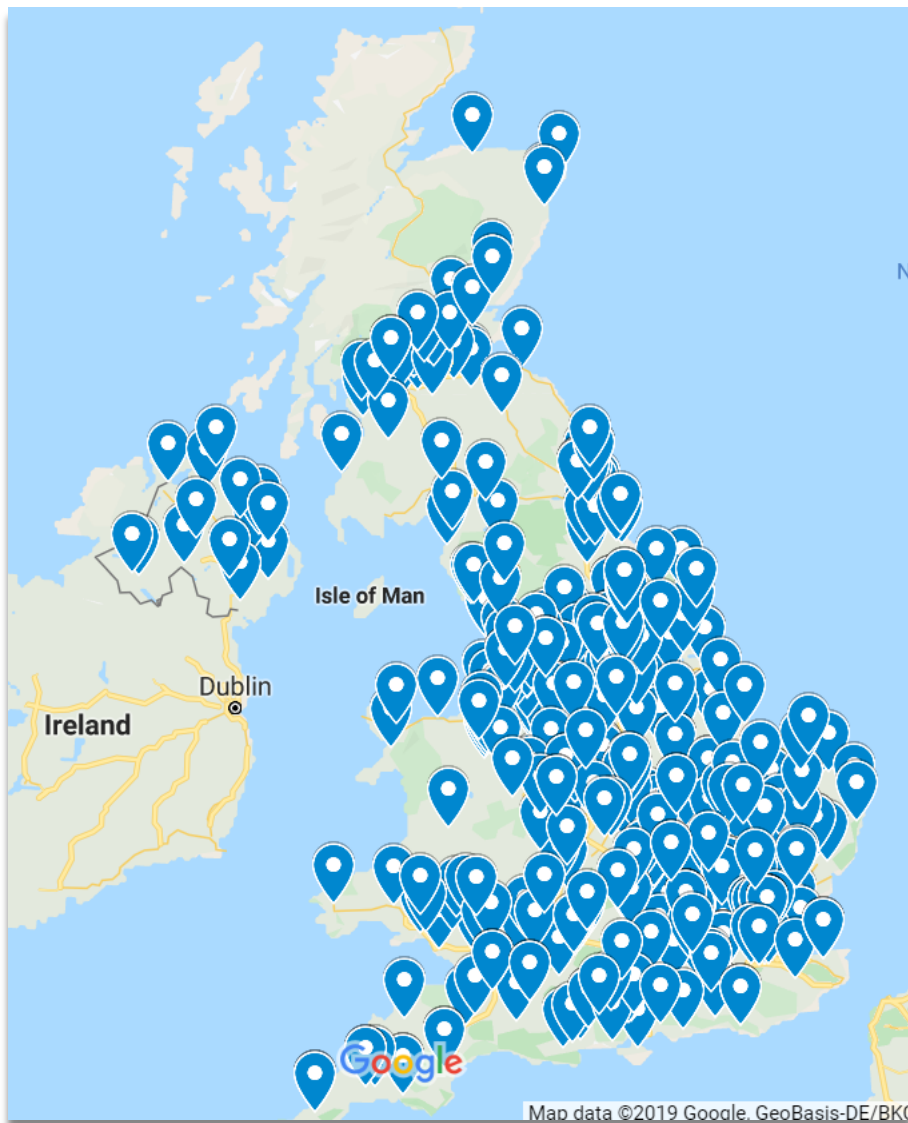 N
Isle of Man
Dublin
Ireland
Google
Map data ©2019 Google, GeoBasis-DE/BKG